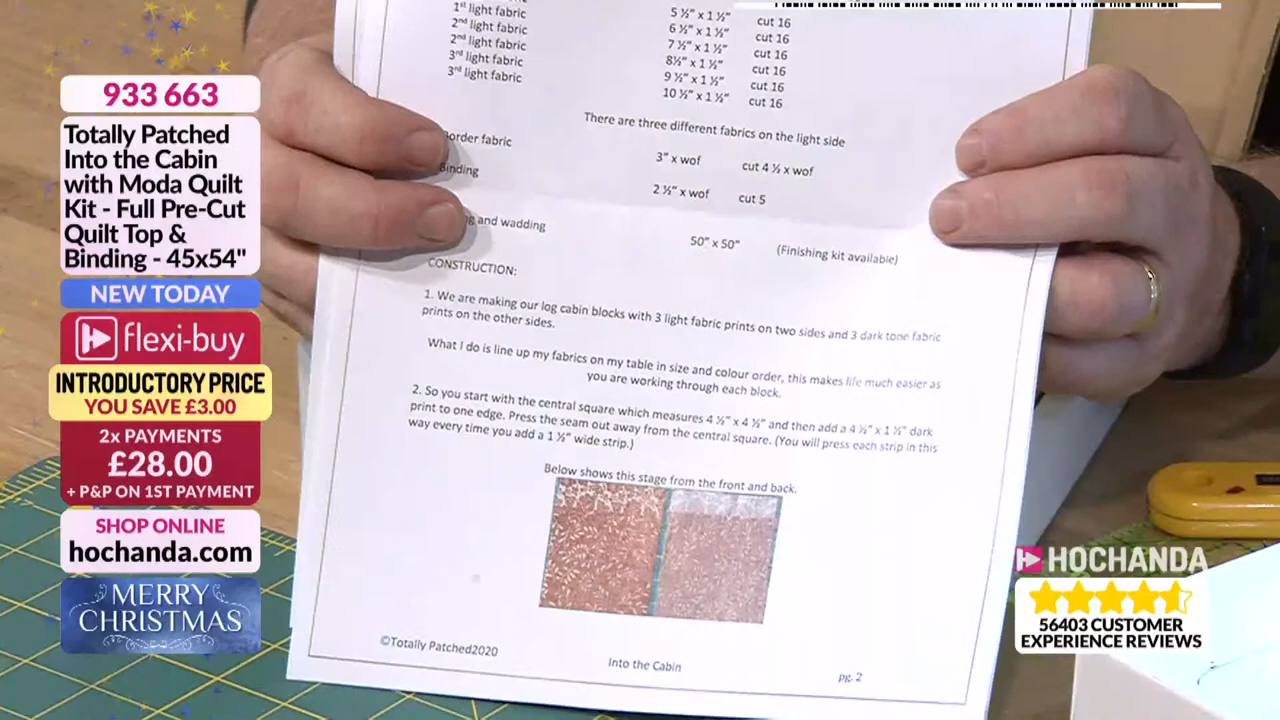 933 663
Totally Patched
Into the Cabin
with Moda Quilt
Kit - Full Pre-Cut
Quilt Top &
Binding - 45x54"
NEW TODAY
flexi-buy
INTRODUCTORY PRICE
YOU SAVE £3.00
2x PAYMENTS
£28.00
+ P&P ON 1ST PAYMENT
SHOP ONLINE
hochanda.com
MERRY
CHRISTMAS
1st light fabric 5 ½" x 1 ½" cut 16
2nd light fabric 6 ½" x 1 ½" cut 16
2nd light fabric 7 ½" x 1 ½" cut 16
3rd light fabric 8½" x 1 ½" cut 16
3rd light fabric 9 ½" x 1 ½" cut 16
10 ½" x 1 ½" cut 16
There are three different fabrics on the light side
order fabric 3" x wof cut 4 ½ x wof
Binding 2 ½" x wof cut 5
and wadding 50" x 50" (Finishing kit available)
CONSTRUCTION:
1. We are making our log cabin blocks with 3 light fabric prints on two sides and 3 dark tone fabric
prints on the other sides.
What I do is line up my fabrics on my table in size and colour order, this makes life much easier as
you are working through each block.
2. So you start with the central square which measures 4 ½" x 4 ½" and then add a 4 ½" x 1 ½" dark
print to one edge. Press the seam out away from the central square. (You will press each strip in this
way every time you add a 1 ½" wide strip.)
Below shows this stage from the front and back.
©Totally Patched2020
Into the Cabin
pg. 2
HOCHANDA
56403 CUSTOMER
EXPERIENCE REVIEWS